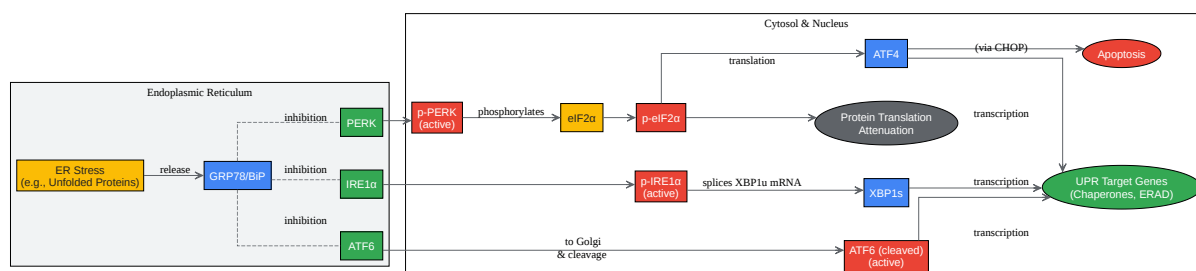 Cytosol & Nucleus
Endoplasmic Reticulum
ER Stress
(e.g., Unfolded Proteins)
release
GRP78/BiP
inhibition
inhibition
inhibition
PERK
IRE1α
ATF6
p-PERK
(active)
phosphorylates
eIF2α
p-eIF2α
translation
ATF4
(via CHOP)
Apoptosis
Protein Translation
Attenuation
transcription
p-IRE1α
(active)
splices XBP1u mRNA
XBP1s
transcription
UPR Target Genes
(Chaperones, ERAD)
to Golgi
& cleavage
ATF6 (cleaved)
(active)
transcription